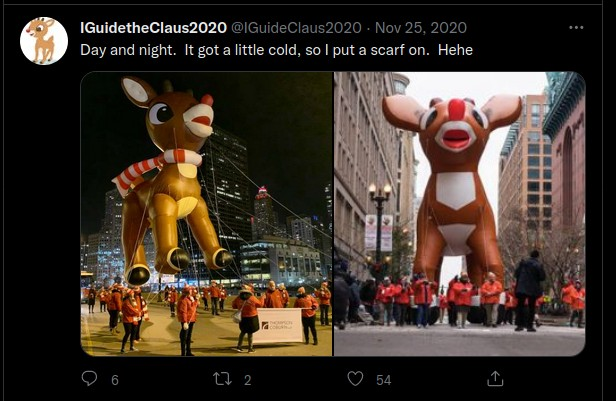 IGuidetheClaus2020 @IGuideClaus2020 · Nov 25, 2020
Day and night.  It got a little cold, so I put a scarf on.  Hehe
6 2 54